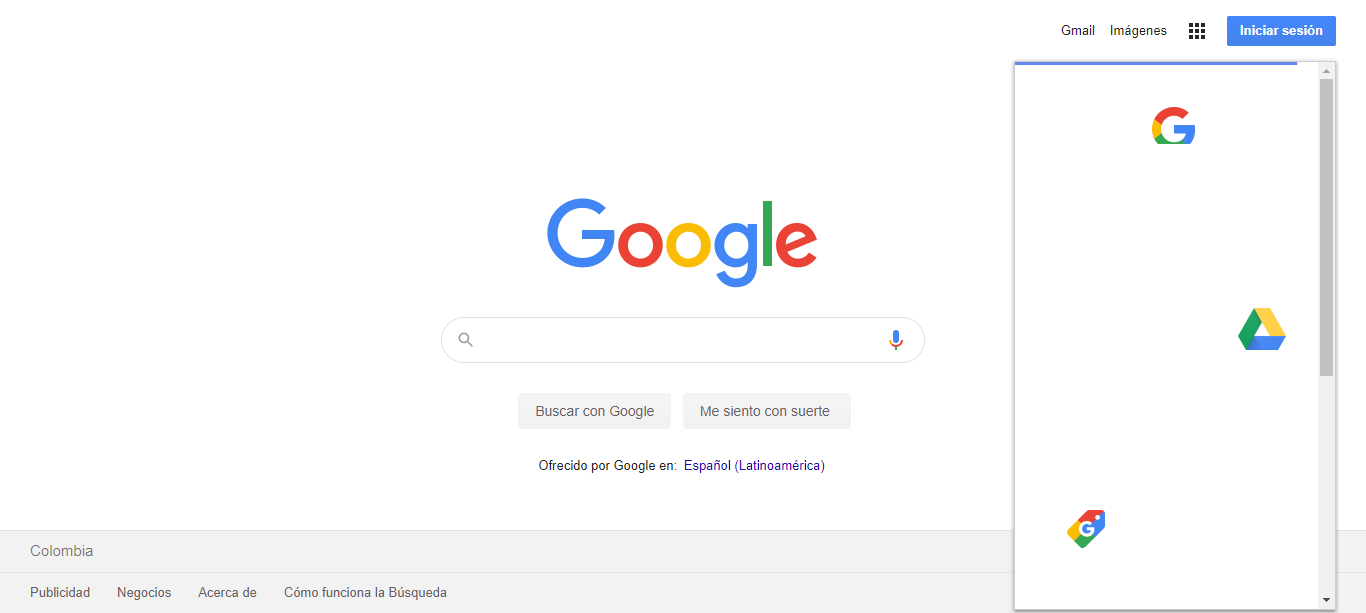 Gmail Imágenes Iniciar sesión
Google
Buscar con Google Me siento con suerte
Ofrecido por Google en: Español (Latinoamérica)
Colombia
Publicidad Negocios Acerca de Cómo funciona la Búsqueda